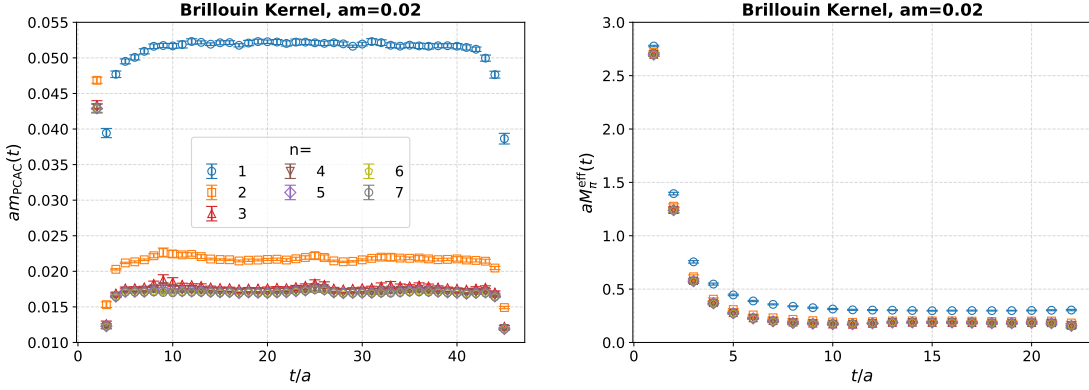 Brillouin Kernel, am=0.02
am_PCAC(t)
0.055
0.050
0.045
0.040
0.035
0.030
0.025
0.020
0.015
0.010
n=
1 4 6
2 5 7
3
0 10 20 30 40
t/a
Brillouin Kernel, am=0.02
aM_π^eff(t)
3.0
2.5
2.0
1.5
1.0
0.5
0.0
0 5 10 15 20
t/a